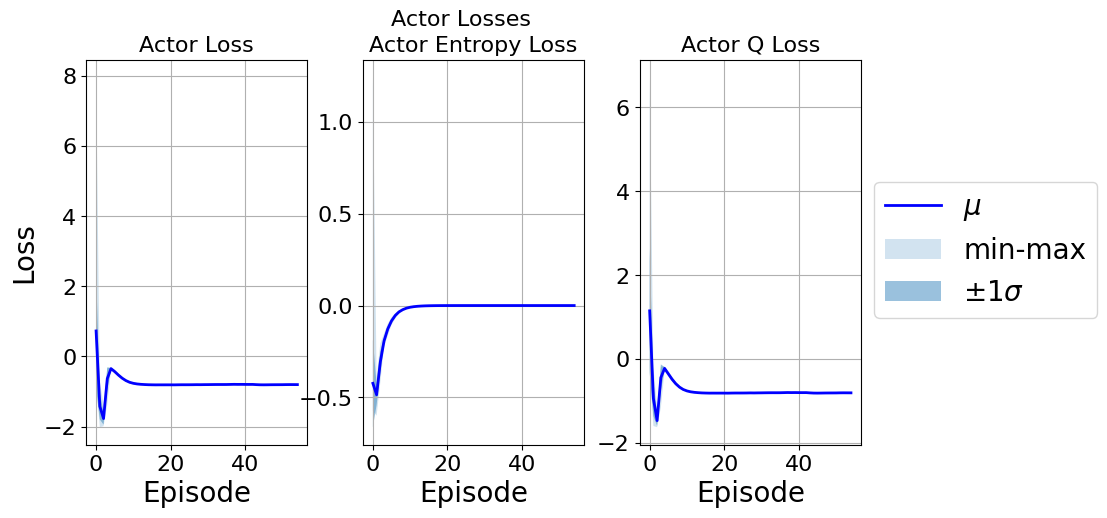 Actor Losses
Actor Loss
Actor Entropy Loss
Actor Q Loss
Loss
8
6
4
2
0
−2
1.0
0.5
0.0
−0.5
6
4
2
0
−2
0 20 40
0 20 40
0 20 40
Episode
Episode
Episode
μ
min-max
±1σ